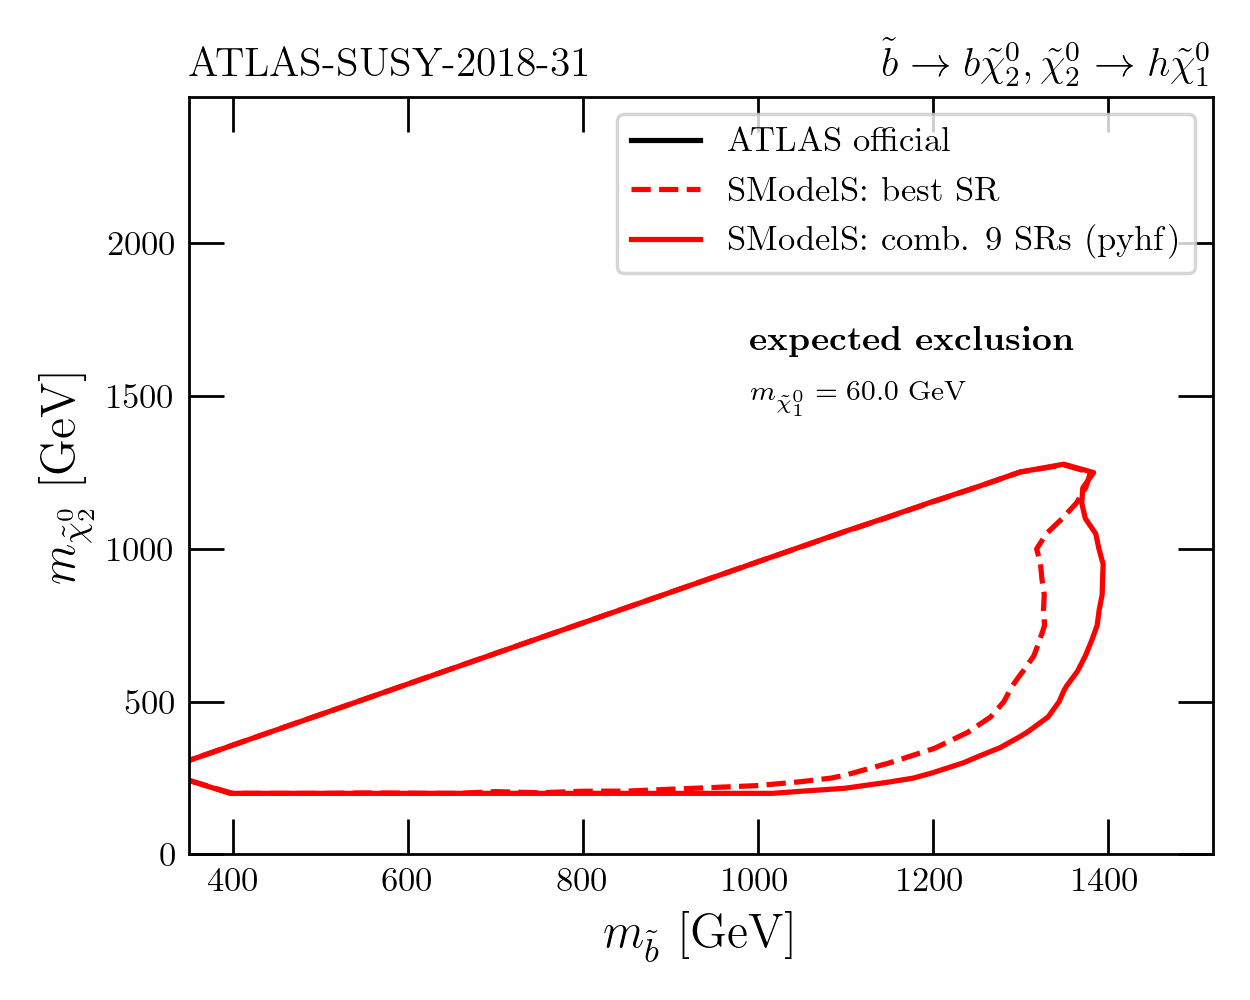 ATLAS-SUSY-2018-31
b̃ → bχ̃⁰₂, χ̃⁰₂ → hχ̃⁰₁
ATLAS official
SModelS: best SR
SModelS: comb. 9 SRs (pyhf)
expected exclusion
m_χ̃⁰₁ = 60.0 GeV
m_χ̃⁰₂ [GeV]
2000
1500
1000
500
0
400 600 800 1000 1200 1400
m_b̃ [GeV]